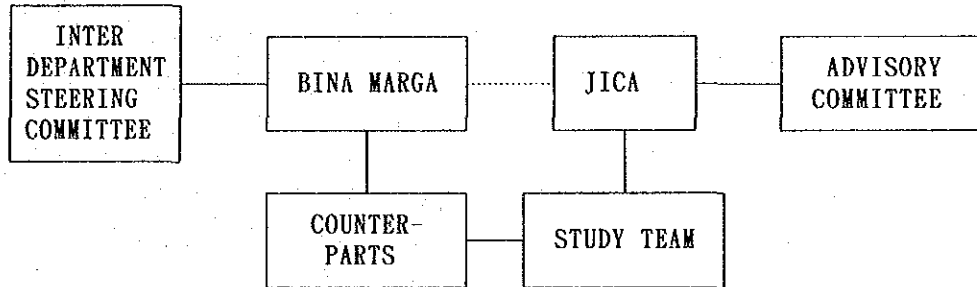 INTER
DEPARTMENT
STEERING
COMMITTEE
BINA MARGA
JICA
ADVISORY
COMMITTEE
COUNTER-
PARTS
STUDY TEAM